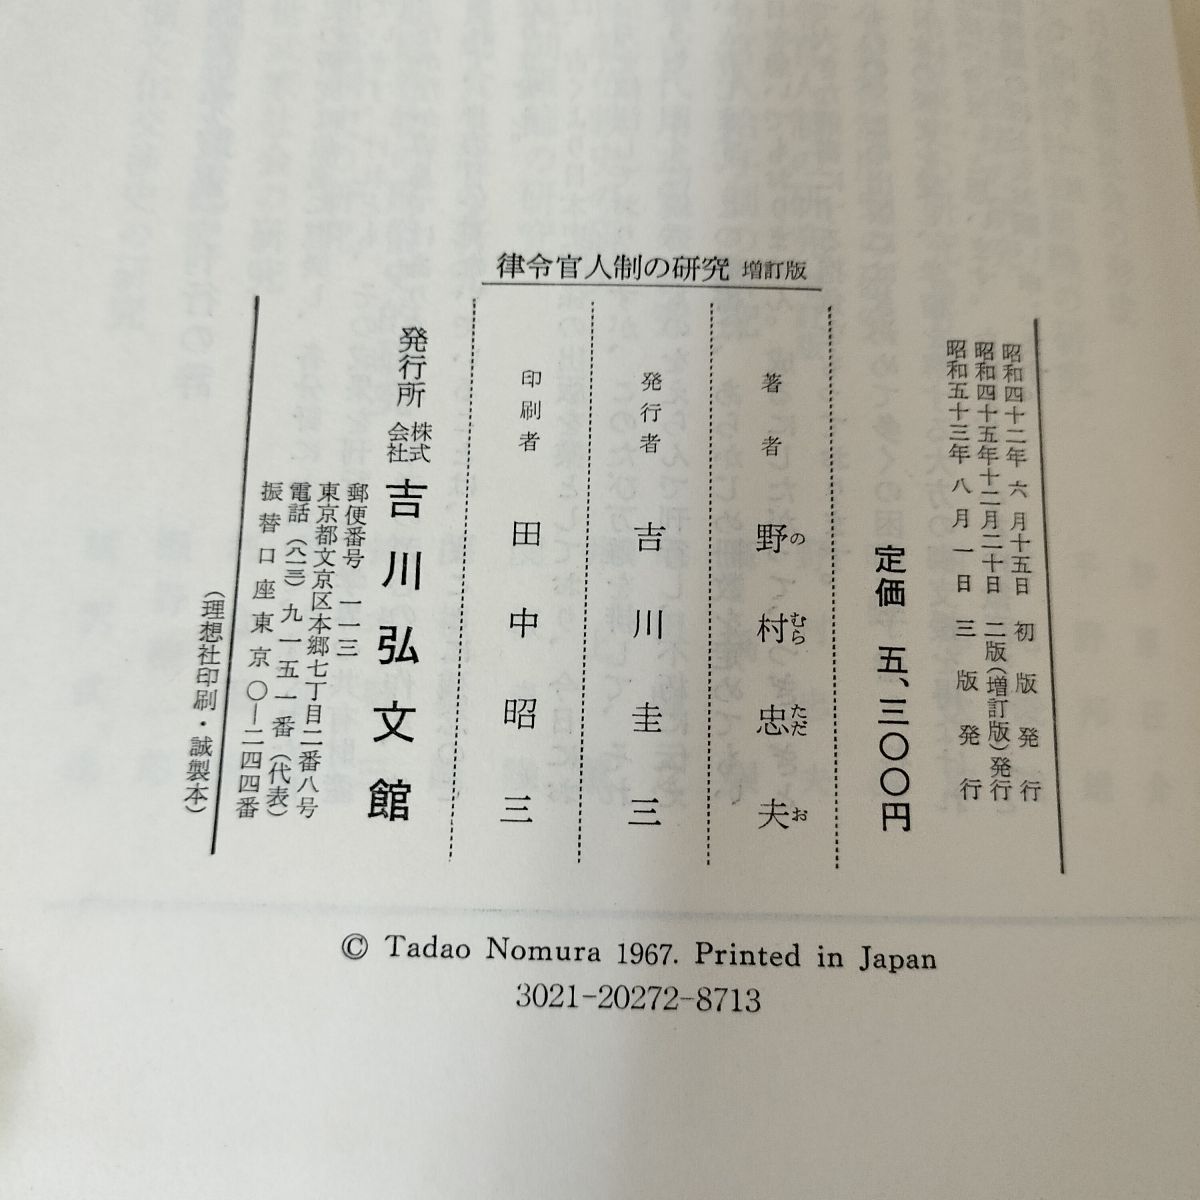 律令官人制の研究 増訂版
昭和四十二年 六 月十五日 初 版 発 行
昭和四十五年十二月二十日 二版(増訂版)発行
昭和五十三年 八 月 一 日 三 版 発 行
定価 五、三〇〇円
著者 野村忠夫
のむらただお
発行者 吉川圭三
印刷者 田中昭三
発行所 株式会社 吉川弘文館
郵便番号 一一三
東京都文京区本郷七丁目二番八号
電話(八一三)九一五一番(代表)
振替口座東京〇―二四四番
(理想社印刷・誠製本)
© Tadao Nomura 1967. Printed in Japan
3021-20272-8713